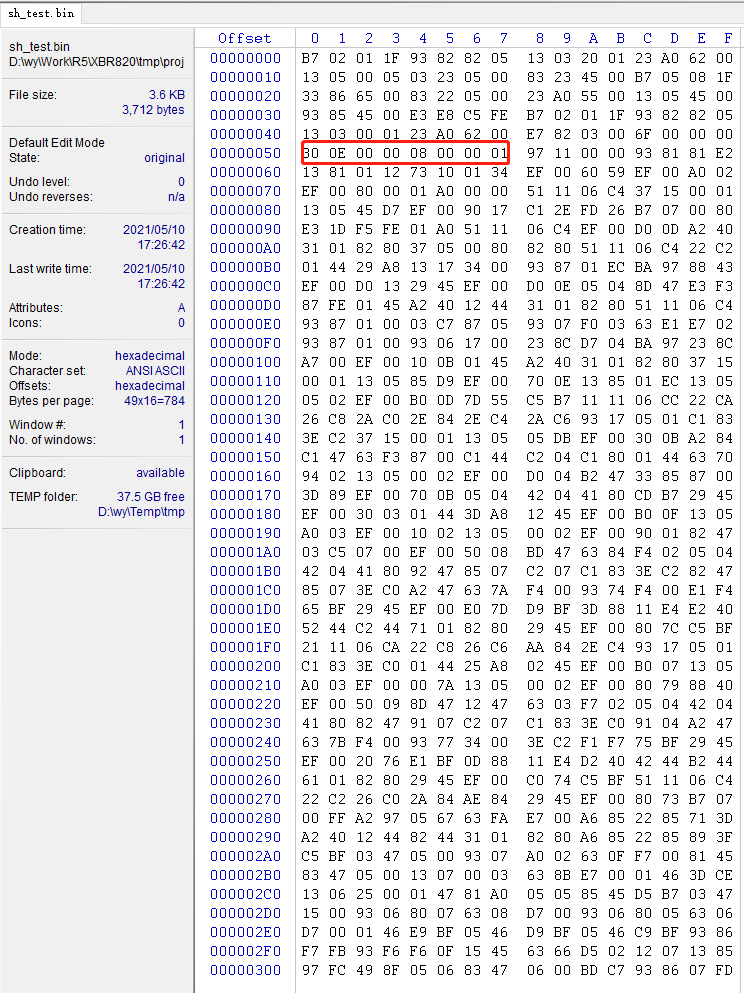 sh_test.bin
sh_test.bin
D:\wy\Work\R5\XBR820\tmp\proj
File size: 3.6 KB
3,712 bytes
Default Edit Mode
State: original
Undo level: 0
Undo reverses: n/a
Creation time: 2021/05/10
17:26:42
Last write time: 2021/05/10
17:26:42
Attributes: A
Icons: 0
Mode: hexadecimal
Character set: ANSI ASCII
Offsets: hexadecimal
Bytes per page: 49x16=784
Window #: 1
No. of windows: 1
Clipboard: available
TEMP folder: 37.5 GB free
D:\wy\Temp\tmp
Offset 0 1 2 3 4 5 6 7 8 9 A B C D E F
00000000 B7 02 01 1F 93 82 82 05 13 03 20 01 23 A0 62 00
00000010 13 05 00 05 03 23 05 00 83 23 45 00 B7 05 08 1F
00000020 33 86 65 00 83 22 05 00 23 A0 55 00 13 05 45 00
00000030 93 85 45 00 E3 E8 C5 FE B7 02 01 1F 93 82 82 05
00000040 13 03 00 01 23 A0 62 00 E7 82 03 00 6F 00 00 00
00000050 30 0E 00 00 08 00 00 01 97 11 00 00 93 81 81 E2
00000060 13 81 01 12 73 10 01 34 EF 00 60 59 EF 00 A0 02
00000070 EF 00 80 00 01 A0 00 00 51 11 06 C4 37 15 00 01
00000080 13 05 45 D7 EF 00 90 17 C1 2E FD 26 B7 07 00 80
00000090 E3 1D F5 FE 01 A0 51 11 06 C4 EF 00 D0 0D A2 40
000000A0 31 01 82 80 37 05 00 80 82 80 51 11 06 C4 22 C2
000000B0 01 44 29 A8 13 17 34 00 93 87 01 EC BA 97 88 43
000000C0 EF 00 D0 13 29 45 EF 00 D0 0E 05 04 8D 47 E3 F3
000000D0 87 FE 01 45 A2 40 12 44 31 01 82 80 51 11 06 C4
000000E0 93 87 01 00 03 C7 87 05 93 07 F0 03 63 E1 E7 02
000000F0 93 87 01 00 93 06 17 00 23 8C D7 04 BA 97 23 8C
00000100 A7 00 EF 00 10 0B 01 45 A2 40 31 01 82 80 37 15
00000110 00 01 13 05 85 D9 EF 00 70 0E 13 85 01 EC 13 05
00000120 05 02 EF 00 B0 0D 7D 55 C5 B7 11 11 06 CC 22 CA
00000130 26 C8 2A C0 2E 84 2E C4 2A C6 93 17 05 01 C1 83
00000140 3E C2 37 15 00 01 13 05 05 DB EF 00 30 0B A2 84
00000150 C1 47 63 F3 87 00 C1 44 C2 04 C1 80 01 44 63 70
00000160 94 02 13 05 00 02 EF 00 D0 04 B2 47 33 85 87 00
00000170 3D 89 EF 00 70 0B 05 04 42 04 41 80 CD B7 29 45
00000180 EF 00 30 03 01 44 3D A8 12 45 EF 00 B0 0F 13 05
00000190 A0 03 EF 00 10 02 13 05 00 02 EF 00 90 01 82 47
000001A0 03 C5 07 00 EF 00 50 08 BD 47 63 84 F4 02 05 04
000001B0 42 04 41 80 92 47 85 07 C2 07 C1 83 3E C2 82 47
000001C0 85 07 3E C0 A2 47 63 7A F4 00 93 74 F4 00 E1 F4
000001D0 65 BF 29 45 EF 00 E0 7D D9 BF 3D 88 11 E4 E2 40
000001E0 52 44 C2 44 71 01 82 80 29 45 EF 00 80 7C C5 BF
000001F0 21 11 06 CA 22 C8 26 C6 AA 84 2E C4 93 17 05 01
00000200 C1 83 3E C0 01 44 25 A8 02 45 EF 00 B0 07 13 05
00000210 A0 03 EF 00 00 7A 13 05 00 02 EF 00 80 79 88 40
00000220 EF 00 50 09 8D 47 12 47 63 03 F7 02 05 04 42 04
00000230 41 80 82 47 91 07 C2 07 C1 83 3E C0 91 04 A2 47
00000240 63 7B F4 00 93 77 34 00 3E C2 F1 F7 75 BF 29 45
00000250 EF 00 20 76 E1 BF 0D 88 11 E4 D2 40 42 44 B2 44
00000260 61 01 82 80 29 45 EF 00 C0 74 C5 BF 51 11 06 C4
00000270 22 C2 26 C0 2A 84 AE 84 29 45 EF 00 80 73 B7 07
00000280 00 FF A2 97 05 67 63 FA E7 00 A6 85 22 85 71 3D
00000290 A2 40 12 44 82 44 31 01 82 80 A6 85 22 85 89 3F
000002A0 C5 BF 03 47 05 00 93 07 A0 02 63 0F F7 00 81 45
000002B0 83 47 05 00 13 07 00 03 63 8B E7 00 01 46 3D CE
000002C0 13 06 25 00 01 47 81 A0 05 05 85 45 D5 B7 03 47
000002D0 15 00 93 06 80 07 63 08 D7 00 93 06 80 05 63 06
000002E0 D7 00 01 46 E9 BF 05 46 D9 BF 05 46 C9 BF 93 86
000002F0 F7 FB 93 F6 F6 0F 15 45 63 66 D5 02 12 07 13 85
00000300 97 FC 49 8F 05 06 83 47 06 00 BD C7 93 86 07 FD